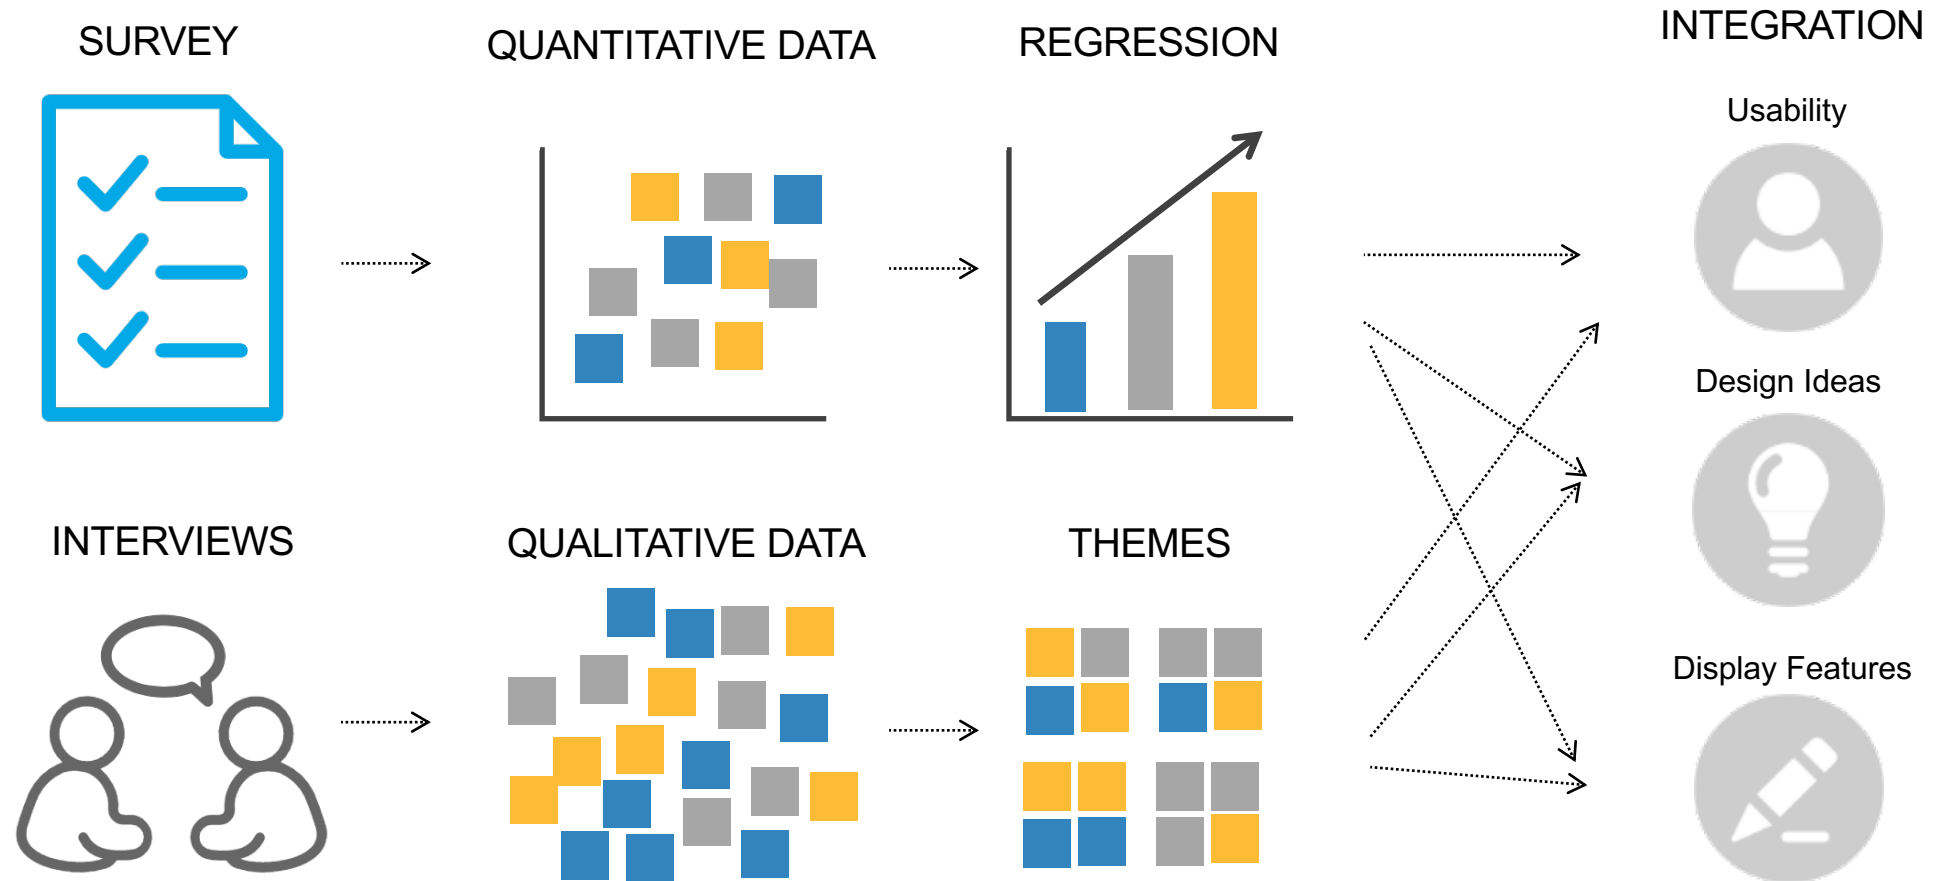 SURVEY
QUANTITATIVE DATA
REGRESSION
INTEGRATION
Usability
Design Ideas
INTERVIEWS
QUALITATIVE DATA
THEMES
Display Features